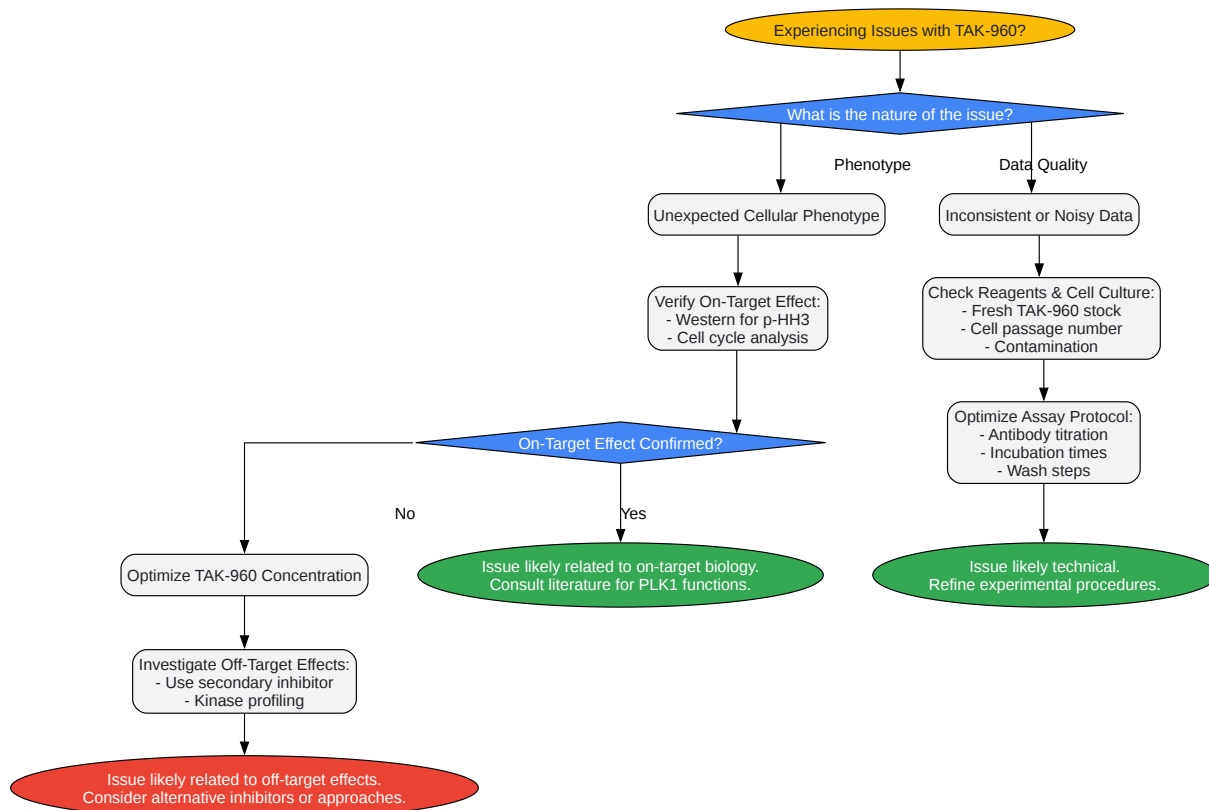 Experiencing Issues with TAK-960?
What is the nature of the issue?
Phenotype
Data Quality
Unexpected Cellular Phenotype
Inconsistent or Noisy Data
Verify On-Target Effect:
- Western for p-HH3
- Cell cycle analysis
Check Reagents & Cell Culture:
- Fresh TAK-960 stock
- Cell passage number
- Contamination
On-Target Effect Confirmed?
Optimize Assay Protocol:
- Antibody titration
- Incubation times
- Wash steps
No
Yes
Optimize TAK-960 Concentration
Issue likely related to on-target biology.
Consult literature for PLK1 functions.
Issue likely technical.
Refine experimental procedures.
Investigate Off-Target Effects:
- Use secondary inhibitor
- Kinase profiling
Issue likely related to off-target effects.
Consider alternative inhibitors or approaches.